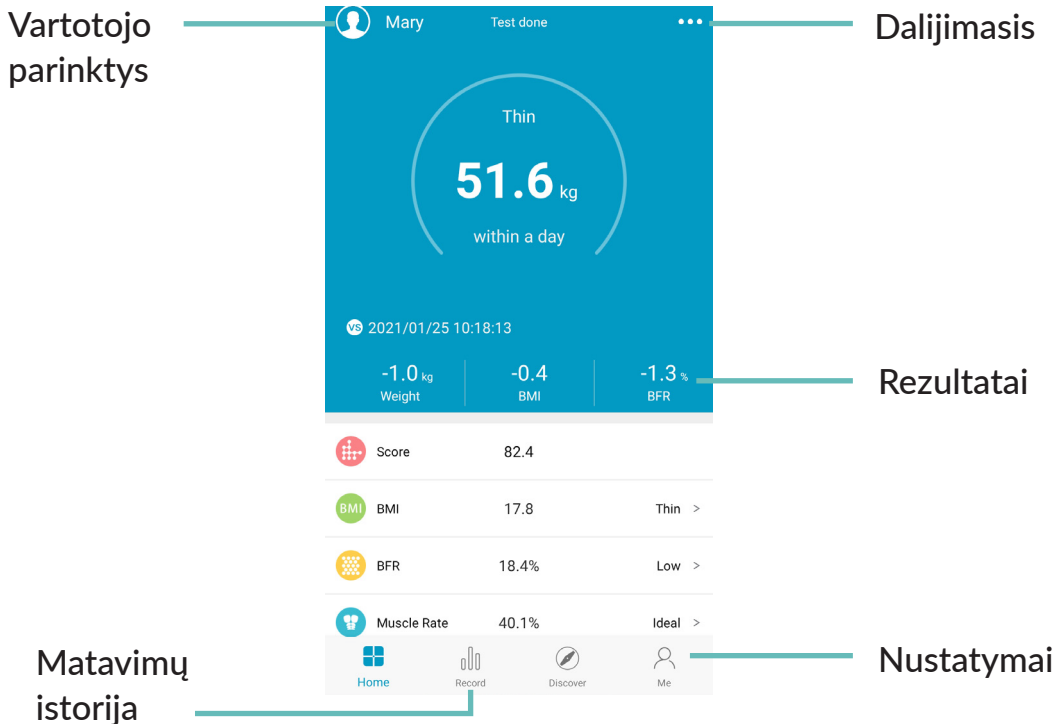 Vartotojo
parinktys
Mary
Test done
Dalijimasis
Thin
51.6 kg
within a day
VS 2021/01/25 10:18:13
-1.0 kg
Weight
-0.4
BMI
-1.3 %
BFR
Rezultatai
Score 82.4
BMI BMI 17.8 Thin >
BFR 18.4% Low >
Muscle Rate 40.1% Ideal >
Home Record Discover Me
Nustatymai
Matavimų
istorija